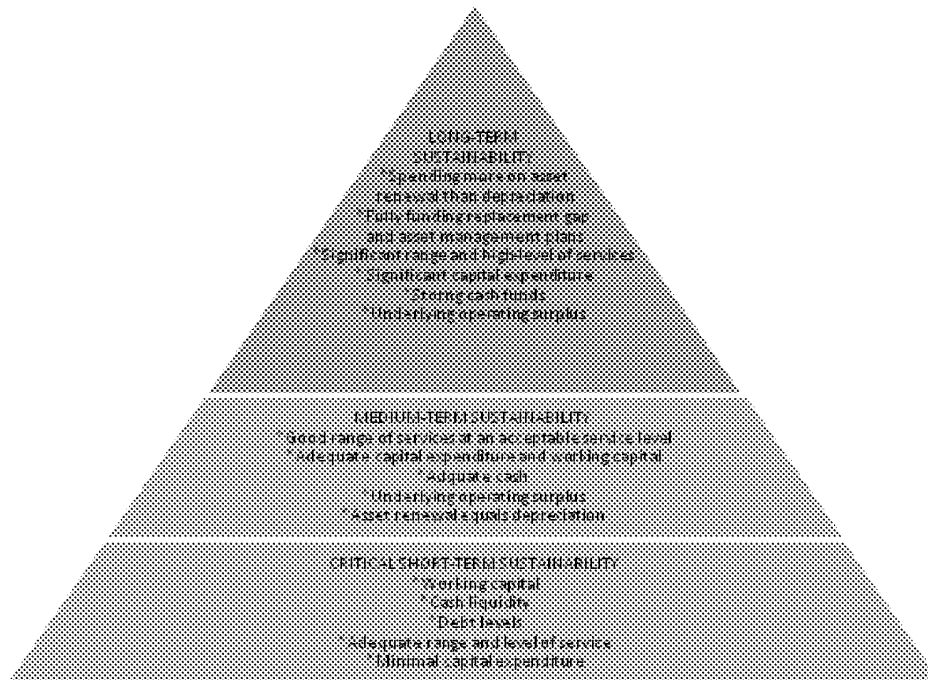 LONG-TERM
SUSTAINABILITY
*Spending more on asset
renewal than depreciation
*Fully funding replacement gap
and asset management plans
*Significant range and high-level of services
*Significant capital expenditure
*Storng cash funds
*Underlying operating surplus
MEDIUM-TERM SUSTAINABILITY
*Good range of services at an acceptable service level
*Adequate capital expenditure and working capital
*Adquate cash
*Underlying operating surplus
*Asset renewal equals depreciation
CRITICAL SHORT-TERM SUSTAINABILITY
*Working capital
*Cash liquidity
*Debt levels
*Adequate range and level of service
*Minimal capital expenditure